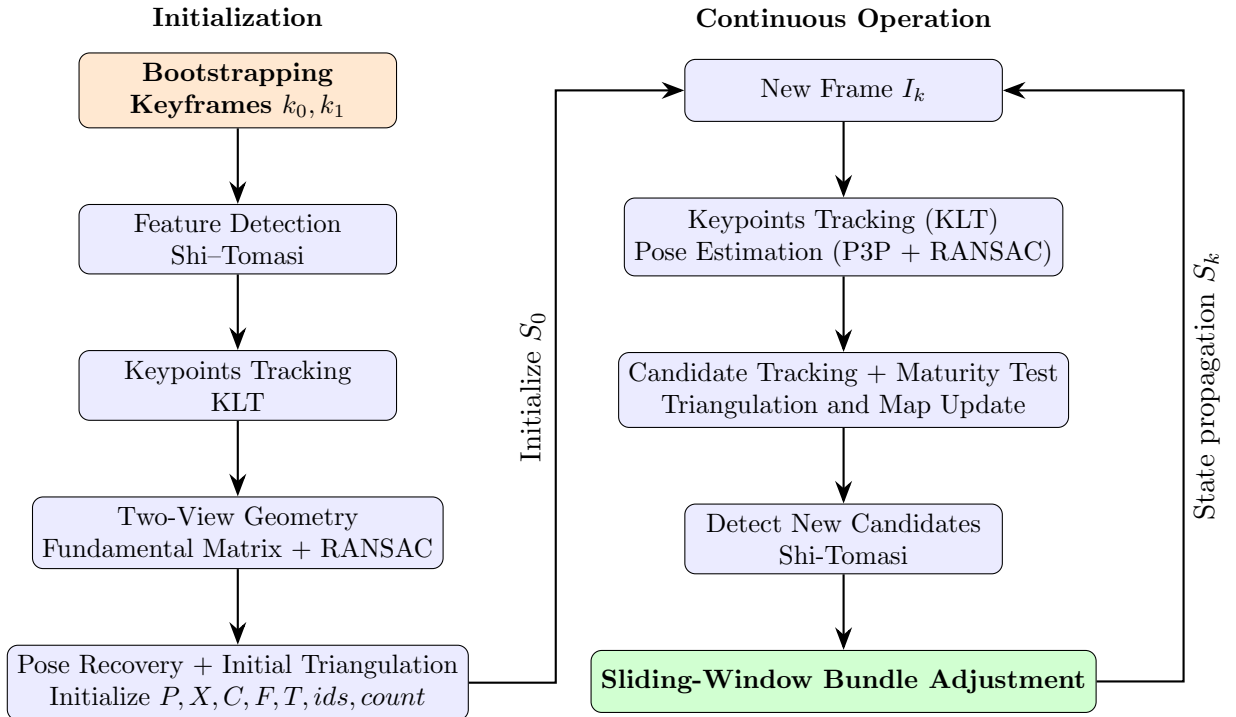 Initialization
Bootstrapping
Keyframes k₀, k₁
Feature Detection
Shi–Tomasi
Keypoints Tracking
KLT
Two-View Geometry
Fundamental Matrix + RANSAC
Pose Recovery + Initial Triangulation
Initialize P, X, C, F, T, ids, count
Initialize S₀
Continuous Operation
New Frame Iₖ
Keypoints Tracking (KLT)
Pose Estimation (P3P + RANSAC)
Candidate Tracking + Maturity Test
Triangulation and Map Update
Detect New Candidates
Shi-Tomasi
Sliding-Window Bundle Adjustment
State propagation Sₖ